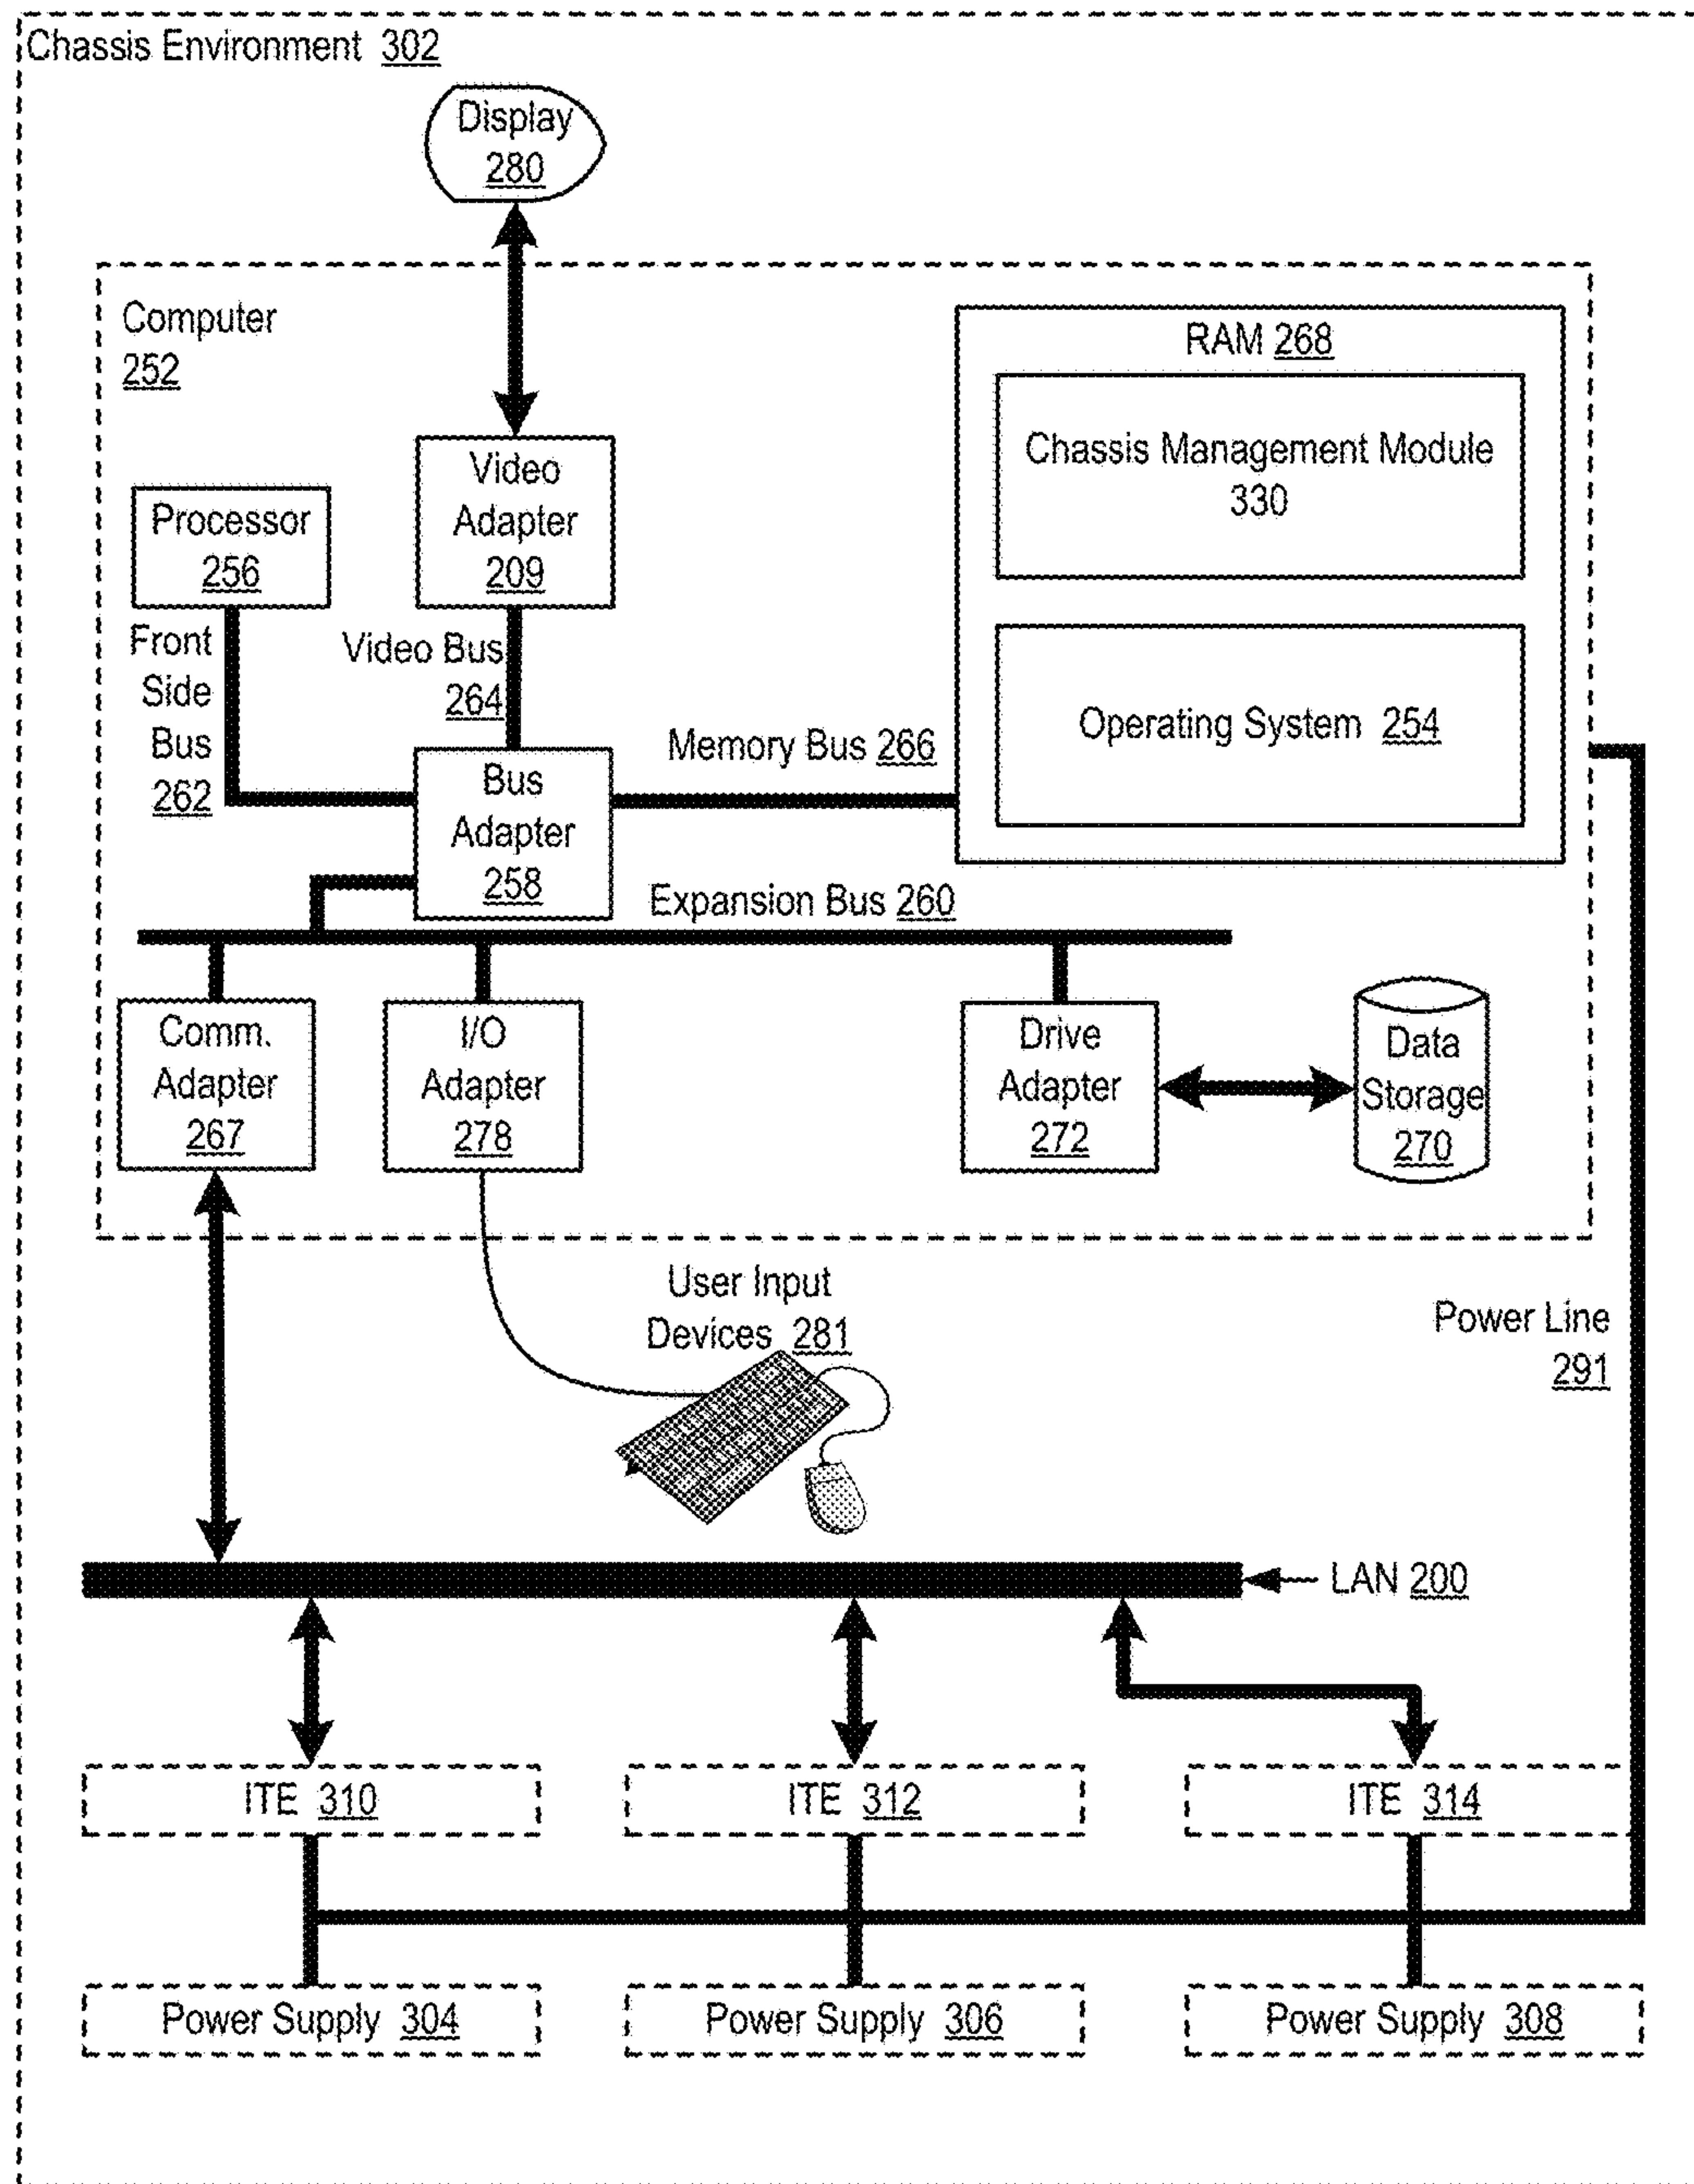 Chassis Environment 302
Display
280
Computer
252
RAM 268
Chassis Management Module
330
Video
Adapter
209
Processor
256
Front
Side
Bus
262
Video Bus
264
Operating System 254
Memory Bus 266
Bus
Adapter
258
Expansion Bus 260
Comm.
Adapter
267
I/O
Adapter
278
Drive
Adapter
272
Data
Storage
270
User Input
Devices 281
Power Line
291
LAN 200
ITE 310
ITE 312
ITE 314
Power Supply 304
Power Supply 306
Power Supply 308